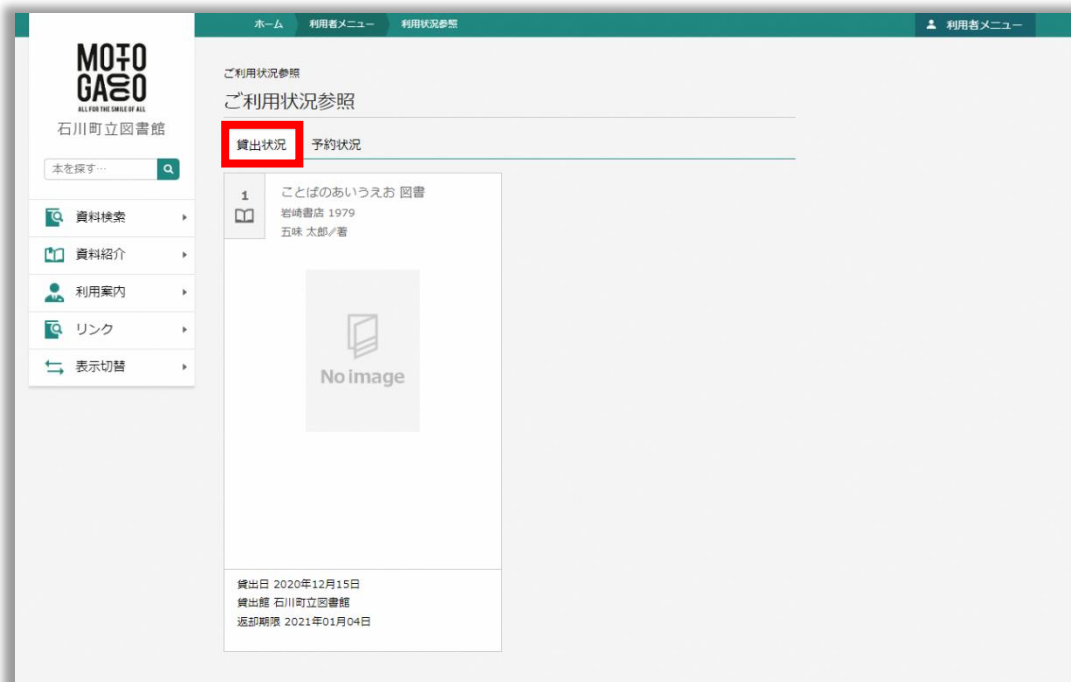 ホーム 利用者メニュー 利用状況参照 利用者メニュー
MOTO
GACCO
ALL FOR THE SMILE OF ALL
石川町立図書館
本を探す…
資料検索
資料紹介
利用案内
リンク
表示切替
ご利用状況参照
ご利用状況参照
貸出状況 予約状況
1
ことばのあいうえお 図書
岩崎書店 1979
五味 太郎／著
No image
貸出日 2020年12月15日
貸出館 石川町立図書館
返却期限 2021年01月04日